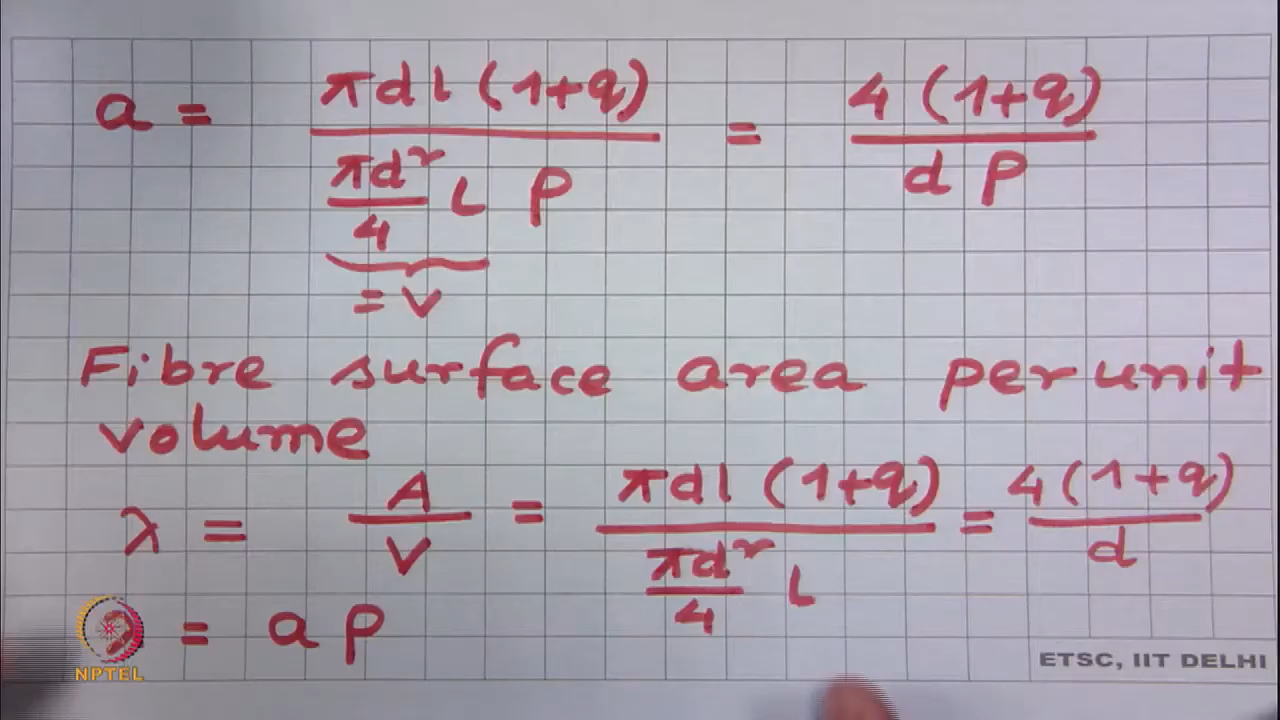 a = πdl(1+q) / (πd²/4 l ρ) = 4(1+q) / dρ
= V
Fibre surface area per unit
volume
λ = A/V = πdl(1+q) / (πd²/4 l) = 4(1+q) / d
= aρ
NPTEL
ETSC, IIT DELHI